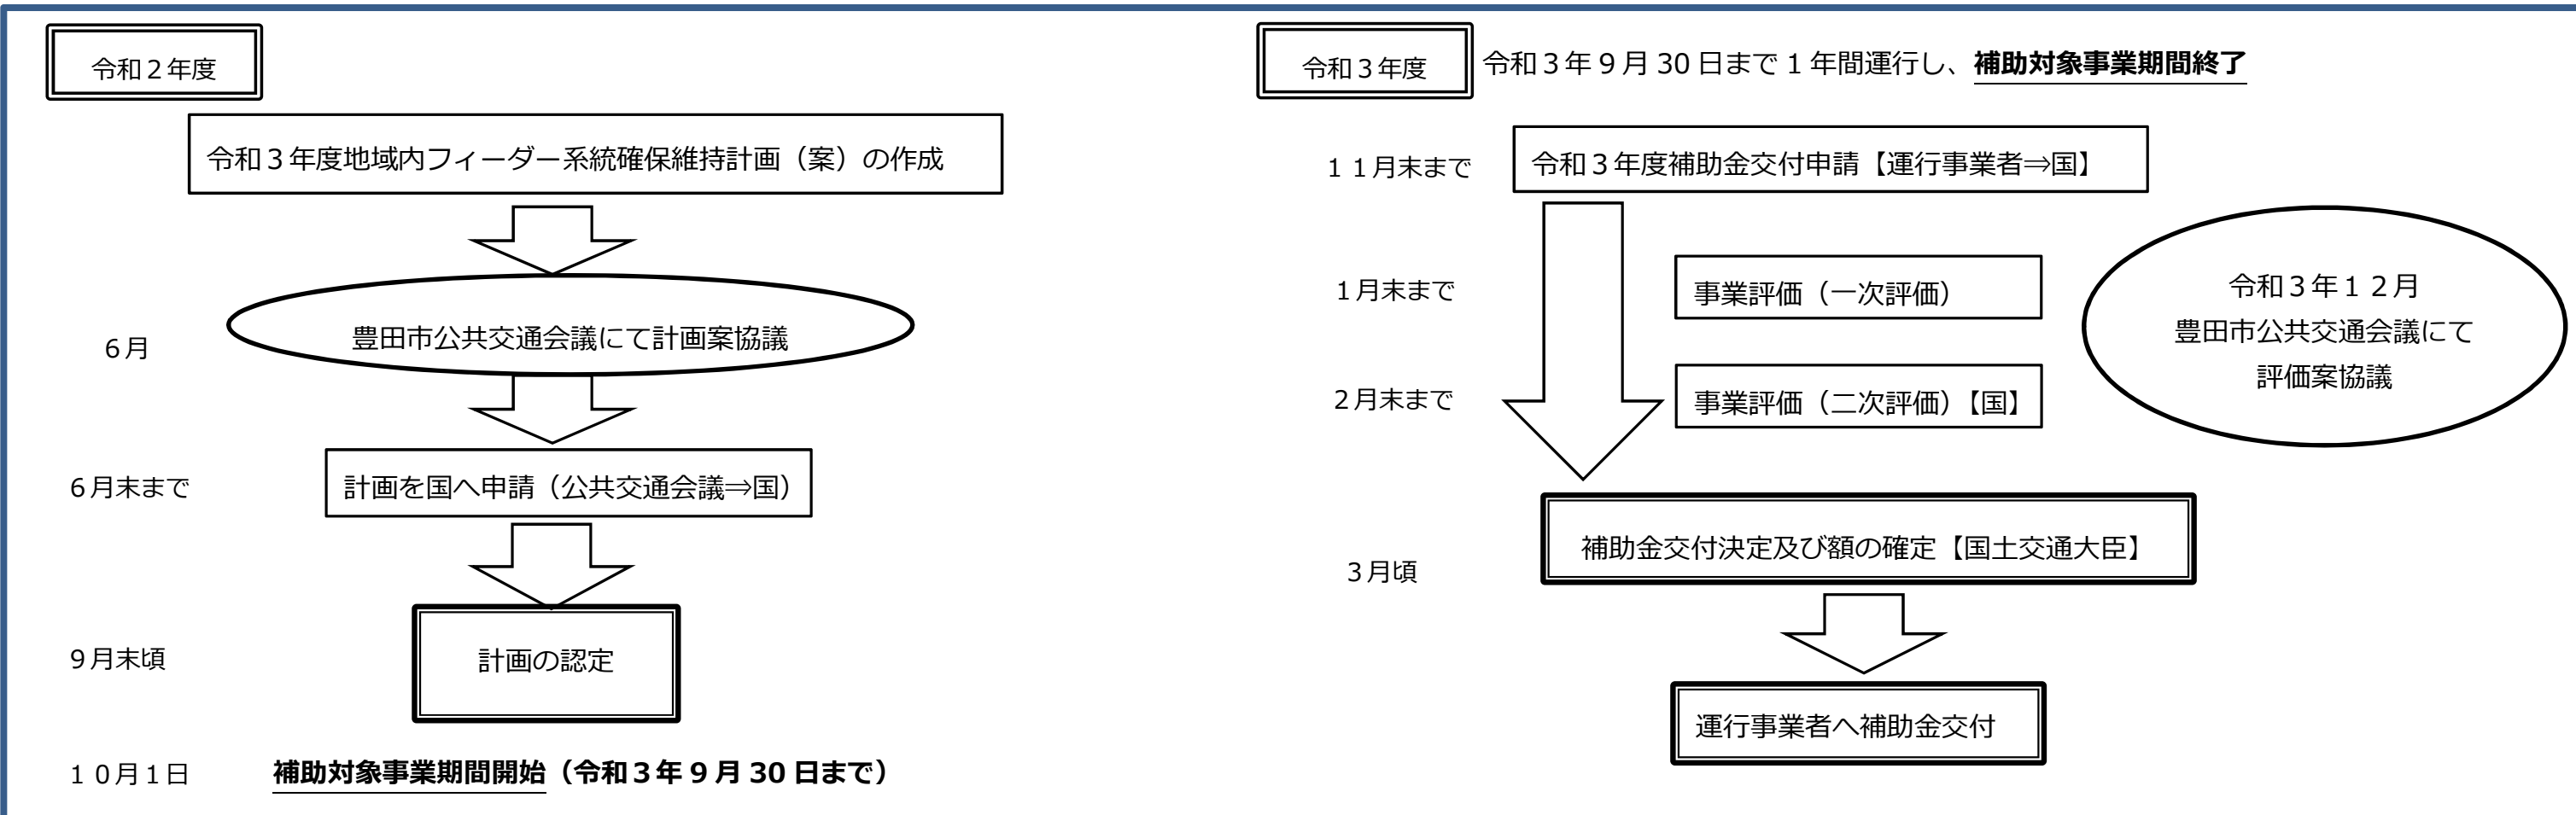 令和２年度
令和３年度地域内フィーダー系統確保維持計画（案）の作成
６月
豊田市公共交通会議にて計画案協議
６月末まで
計画を国へ申請（公共交通会議⇒国）
９月末頃
計画の認定
１０月１日
補助対象事業期間開始（令和３年９月30日まで）
令和３年度
令和３年９月30日まで１年間運行し、補助対象事業期間終了
１１月末まで
令和３年度補助金交付申請【運行事業者⇒国】
１月末まで
事業評価（一次評価）
２月末まで
事業評価（二次評価）【国】
令和３年１２月
豊田市公共交通会議にて
評価案協議
３月頃
補助金交付決定及び額の確定【国土交通大臣】
運行事業者へ補助金交付